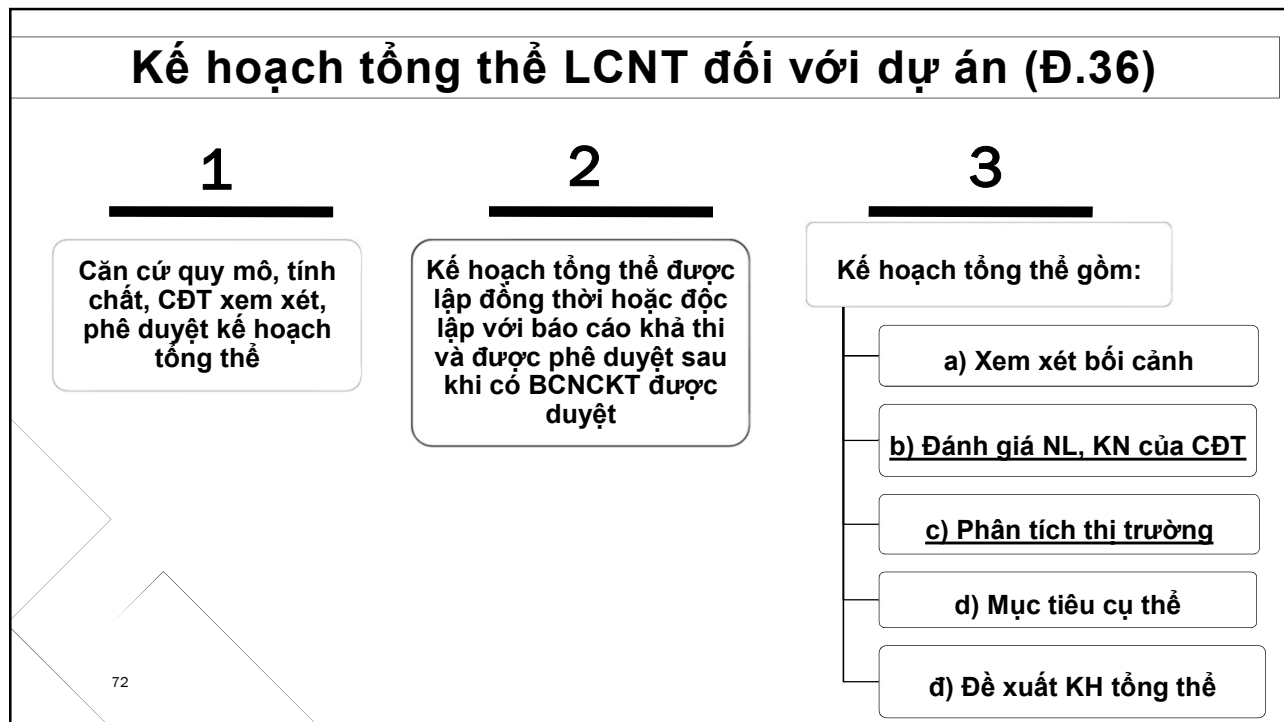 Kế hoạch tổng thể LCNT đối với dự án (Đ.36)
1
Căn cứ quy mô, tính
chất, CĐT xem xét,
phê duyệt kế hoạch
tổng thể
2
Kế hoạch tổng thể được
lập đồng thời hoặc độc
lập với báo cáo khả thi
và được phê duyệt sau
khi có BCNCKT được
duyệt
3
Kế hoạch tổng thể gồm:
a) Xem xét bối cảnh
b) Đánh giá NL, KN của CĐT
c) Phân tích thị trường
d) Mục tiêu cụ thể
đ) Đề xuất KH tổng thể
72